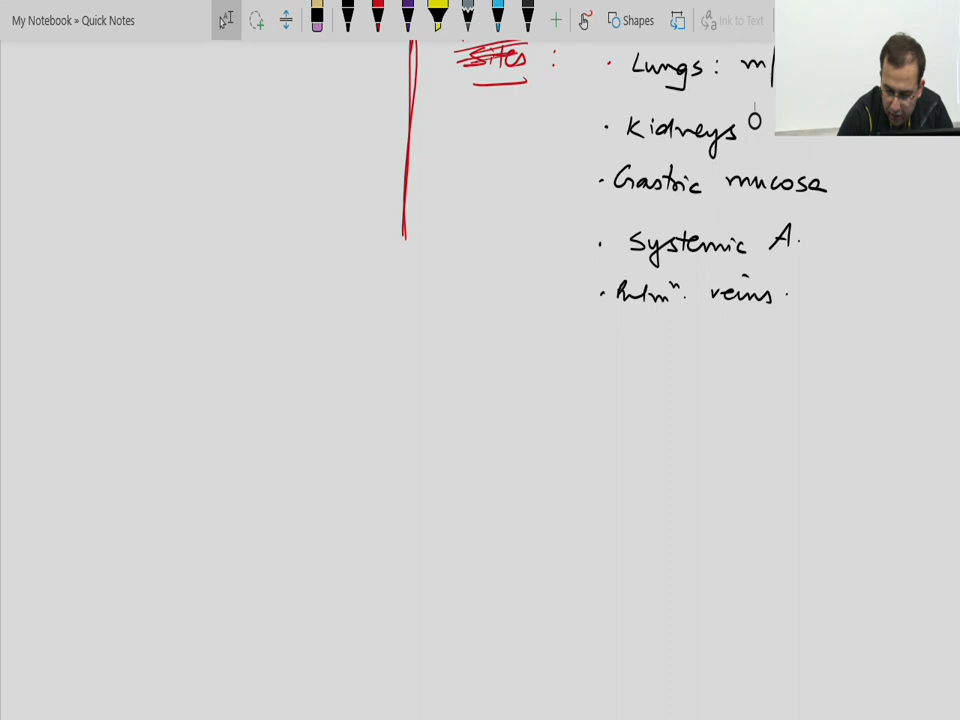 My Notebook » Quick Notes
Shapes
Ink to Text
Sites :
· Lungs : m/
· Kidneys
· Gastric mucosa
· Systemic A.
· Pulmn. veins.